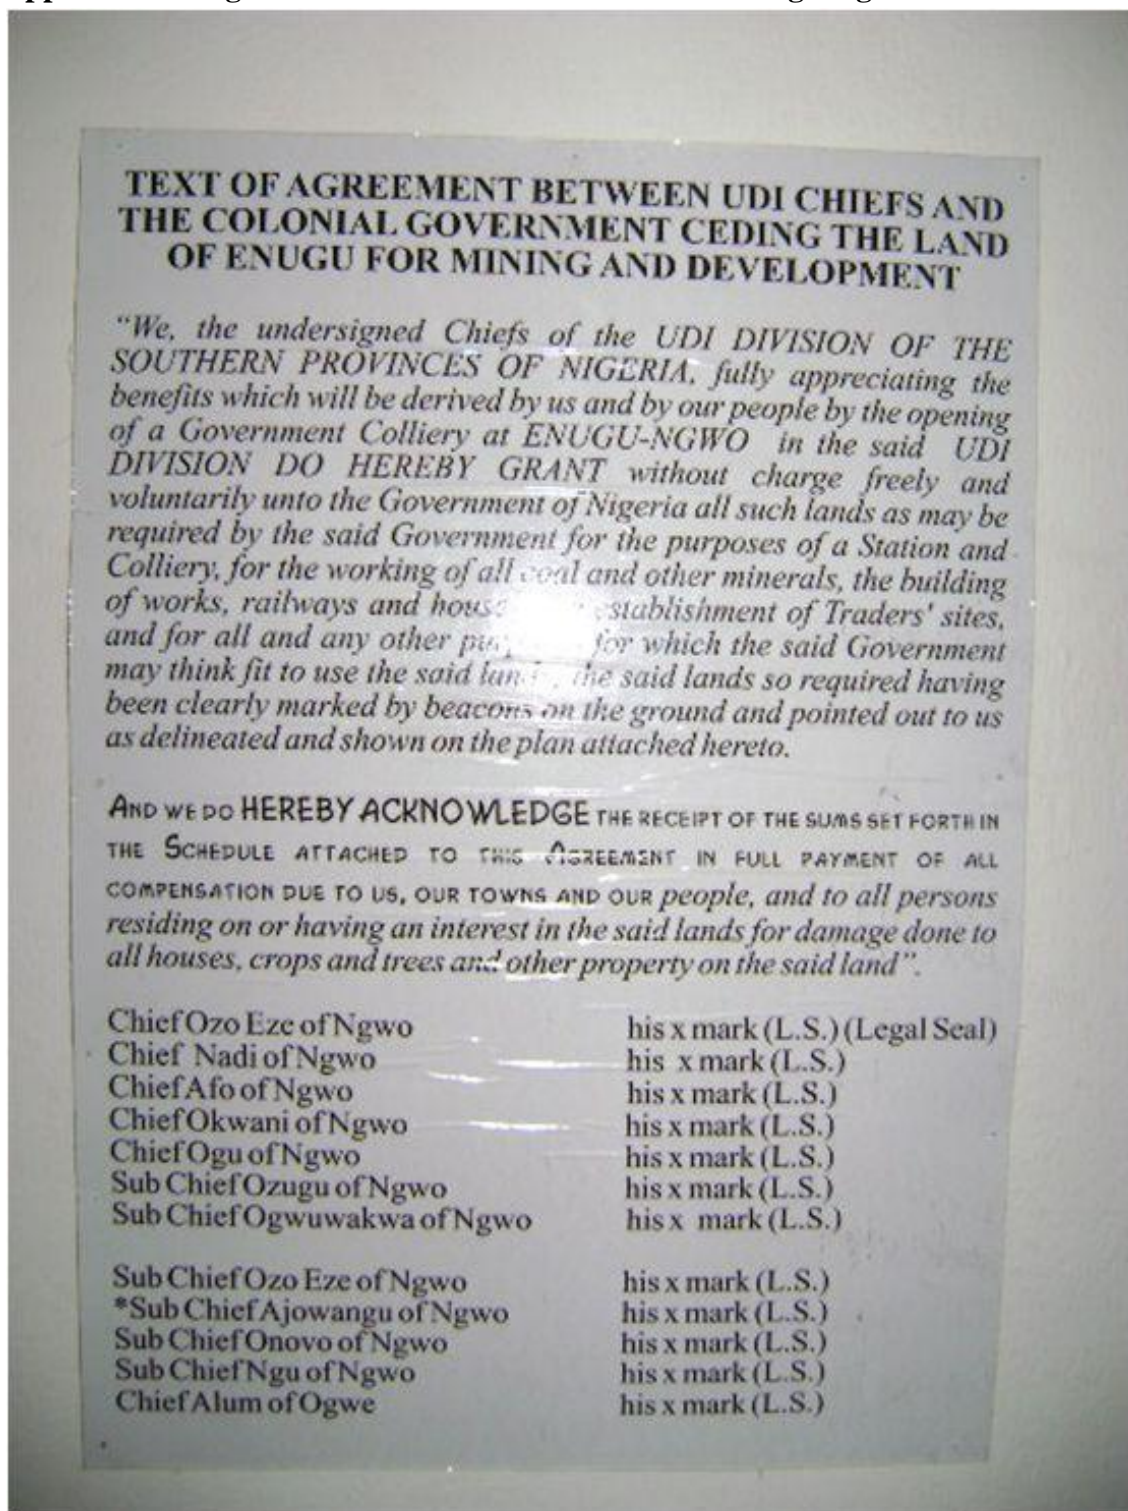 TEXT OF AGREEMENT BETWEEN UDI CHIEFS AND
THE COLONIAL GOVERNMENT CEDING THE LAND
OF ENUGU FOR MINING AND DEVELOPMENT
"We, the undersigned Chiefs of the UDI DIVISION OF THE
SOUTHERN PROVINCES OF NIGERIA, fully appreciating the
benefits which will be derived by us and by our people by the opening
of a Government Colliery at ENUGU-NGWO in the said UDI
DIVISION DO HEREBY GRANT without charge freely and
voluntarily unto the Government of Nigeria all such lands as may be
required by the said Government for the purposes of a Station and
Colliery, for the working of all coal and other minerals, the building
of works, railways and establishment of Traders' sites,
and for all and any other for which the said Government
may think fit to use the said the said lands so required having
been clearly marked by beacons on the ground and pointed out to us
as delineated and shown on the plan attached hereto.
AND WE DO HEREBY ACKNOWLEDGE THE RECEIPT OF THE SUMS SET FORTH IN
THE SCHEDULE ATTACHED TO THIS AGREEMENT IN FULL PAYMENT OF ALL
COMPENSATION DUE TO US, OUR TOWNS AND OUR people, and to all persons
residing on or having an interest in the said lands for damage done to
all houses, crops and trees and other property on the said land".
Chief Ozo Eze of Ngwo his x mark (L.S.) (Legal Seal)
Chief Nadi of Ngwo his x mark (L.S.)
Chief Afo of Ngwo his x mark (L.S.)
Chief Okwani of Ngwo his x mark (L.S.)
Chief Ogu of Ngwo his x mark (L.S.)
Sub Chief Ozugu of Ngwo his x mark (L.S.)
Sub Chief Ogwuwakwa of Ngwo his x mark (L.S.)
Sub Chief Ozo Eze of Ngwo his x mark (L.S.)
*Sub Chief Ajowangu of Ngwo his x mark (L.S.)
Sub Chief Onovo of Ngwo his x mark (L.S.)
Sub Chief Ngu of Ngwo his x mark (L.S.)
Chief Alum of Ogwe his x mark (L.S.)